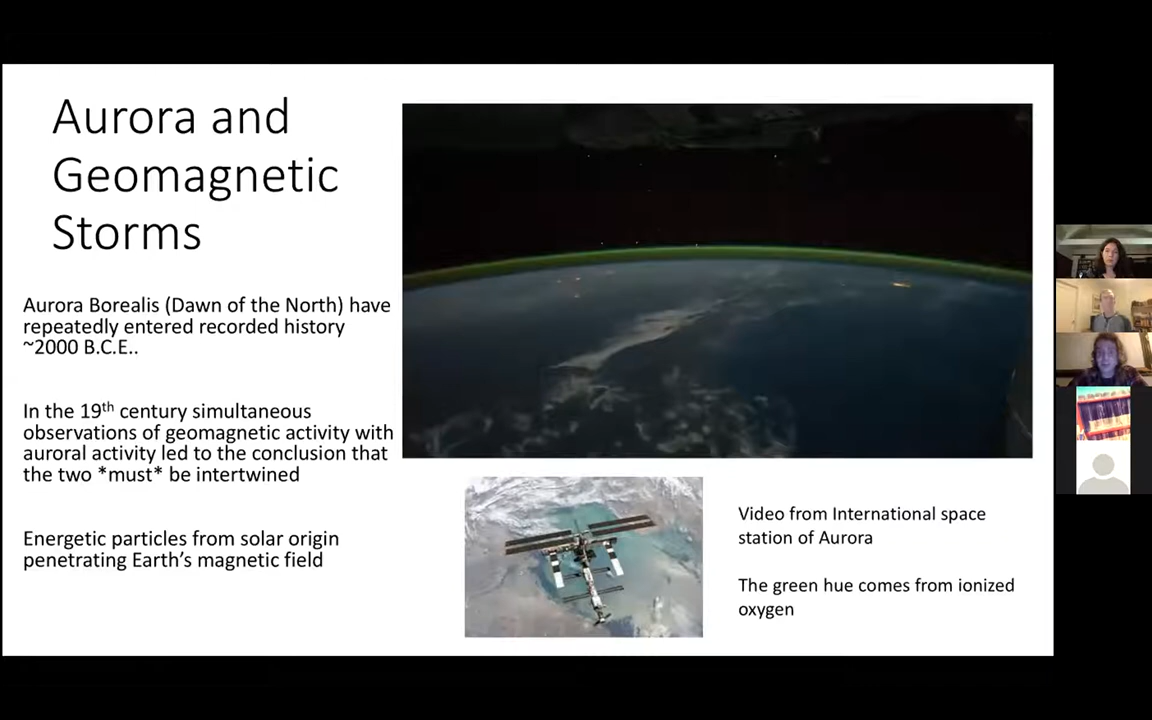 Aurora and
Geomagnetic
Storms
Aurora Borealis (Dawn of the North) have
repeatedly entered recorded history
~2000 B.C.E..
In the 19th century simultaneous
observations of geomagnetic activity with
auroral activity led to the conclusion that
the two *must* be intertwined
Energetic particles from solar origin
penetrating Earth's magnetic field
Video from International space
station of Aurora
The green hue comes from ionized
oxygen